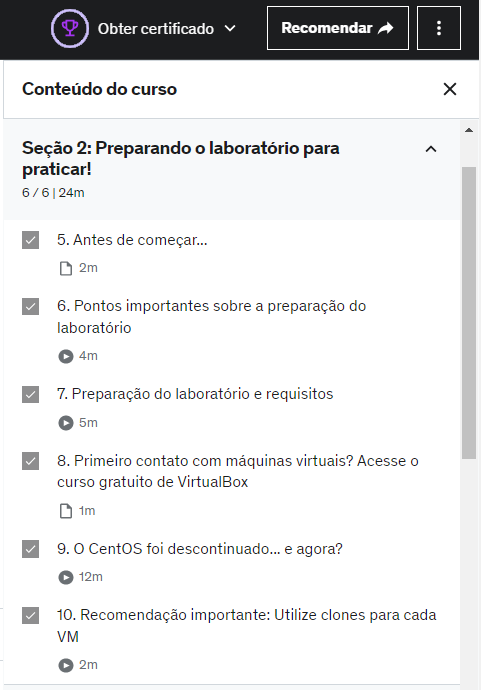 Obter certificado
Recomendar
Conteúdo do curso
Seção 2: Preparando o laboratório para
praticar!
6 / 6 | 24m
5. Antes de começar...
2m
6. Pontos importantes sobre a preparação do
laboratório
4m
7. Preparação do laboratório e requisitos
5m
8. Primeiro contato com máquinas virtuais? Acesse o
curso gratuito de VirtualBox
1m
9. O CentOS foi descontinuado... e agora?
12m
10. Recomendação importante: Utilize clones para cada
VM
2m